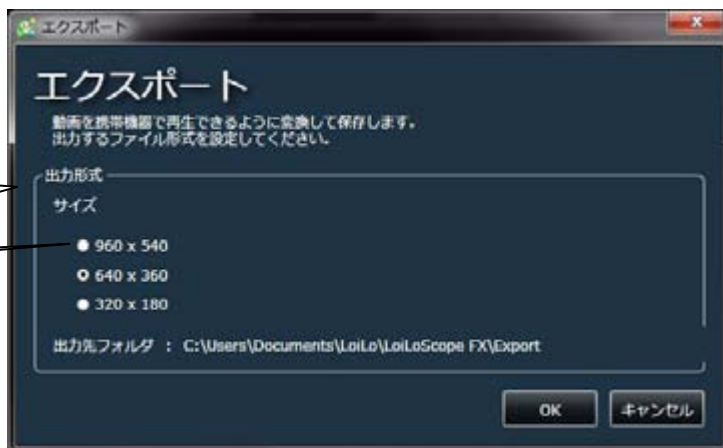 エクスポート
エクスポート
動画を携帯機器で再生できるように変換して保存します。
出力するファイル形式を設定してください。
出力形式
サイズ
960 x 540
640 x 360
320 x 180
出力先フォルダ : C:\Users\Documents\LoiLo\LoiLoScope FX\Export
OK キャンセル